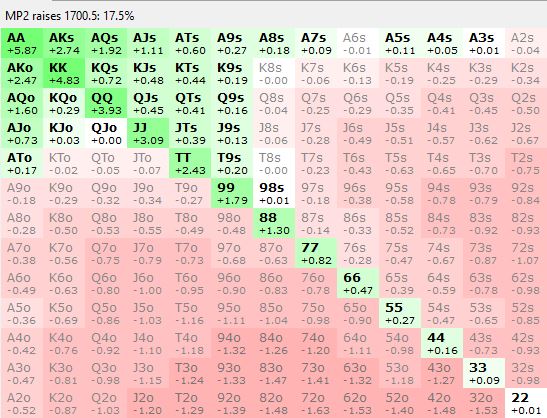 MP2 raises 1700.5: 17.5%
AA AKs AQs AJs ATs A9s A8s A7s A6s A5s A4s A3s A2s
+5.87 +2.74 +1.92 +1.11 +0.60 +0.27 +0.18 +0.09 -0.01 +0.11 +0.05 +0.01 -0.04
AKo KK KQs KJs KTs K9s K8s K7s K6s K5s K4s K3s K2s
+2.47 +4.83 +0.72 +0.48 +0.44 +0.19 -0.00 -0.06 -0.13 -0.19 -0.25 -0.29 -0.34
AQo KQo QQ QJs QTs Q9s Q8s Q7s Q6s Q5s Q4s Q3s Q2s
+1.60 +0.29 +3.93 +0.45 +0.41 +0.16 -0.04 -0.25 -0.29 -0.35 -0.41 -0.45 -0.50
AJo KJo QJo JJ JTs J9s J8s J7s J6s J5s J4s J3s J2s
+0.73 +0.03 +0.00 +3.09 +0.39 +0.13 -0.06 -0.28 -0.49 -0.51 -0.57 -0.62 -0.67
ATo KTo QTo JTo TT T9s T8s T7s T6s T5s T4s T3s T2s
+0.17 -0.02 -0.05 -0.07 +2.43 +0.20 -0.00 -0.23 -0.43 -0.63 -0.65 -0.70 -0.75
A9o K9o Q9o J9o T9o 99 98s 97s 96s 95s 94s 93s 92s
-0.18 -0.29 -0.32 -0.34 -0.27 +1.79 +0.01 -0.18 -0.38 -0.58 -0.78 -0.79 -0.84
A8o K8o Q8o J8o T8o 98o 88 87s 86s 85s 84s 83s 82s
-0.28 -0.50 -0.53 -0.55 -0.49 -0.48 +1.30 -0.14 -0.33 -0.52 -0.73 -0.92 -0.93
A7o K7o Q7o J7o T7o 97o 87o 77 76s 75s 74s 73s 72s
-0.38 -0.56 -0.75 -0.79 -0.73 -0.68 -0.63 +0.82 -0.28 -0.47 -0.67 -0.87 -1.07
A6o K6o Q6o J6o T6o 96o 86o 76o 66 65s 64s 63s 62s
-0.49 -0.63 -0.80 -1.00 -0.95 -0.90 -0.83 -0.78 +0.47 -0.39 -0.59 -0.78 -0.98
A5o K5o Q5o J5o T5o 95o 85o 75o 65o 55 54s 53s 52s
-0.36 -0.69 -0.86 -1.03 -1.16 -1.11 -1.04 -0.98 -0.90 +0.27 -0.47 -0.65 -0.85
A4o K4o Q4o J4o T4o 94o 84o 74o 64o 54o 44 43s 42s
-0.42 -0.76 -0.92 -1.10 -1.18 -1.32 -1.26 -1.20 -1.11 -0.98 +0.16 -0.73 -0.93
A3o K3o Q3o J3o T3o 93o 83o 73o 63o 53o 43o 33 32s
-0.47 -0.81 -0.98 -1.15 -1.24 -1.33 -1.47 -1.41 -1.32 -1.18 -1.27 +0.09 -0.98
A2o K2o Q2o J2o T2o 92o 82o 72o 62o 52o 42o 32o 22
-0.52 -0.87 -1.03 -1.20 -1.29 -1.39 -1.48 -1.63 -1.53 -1.40 -1.48 -1.53 +0.01